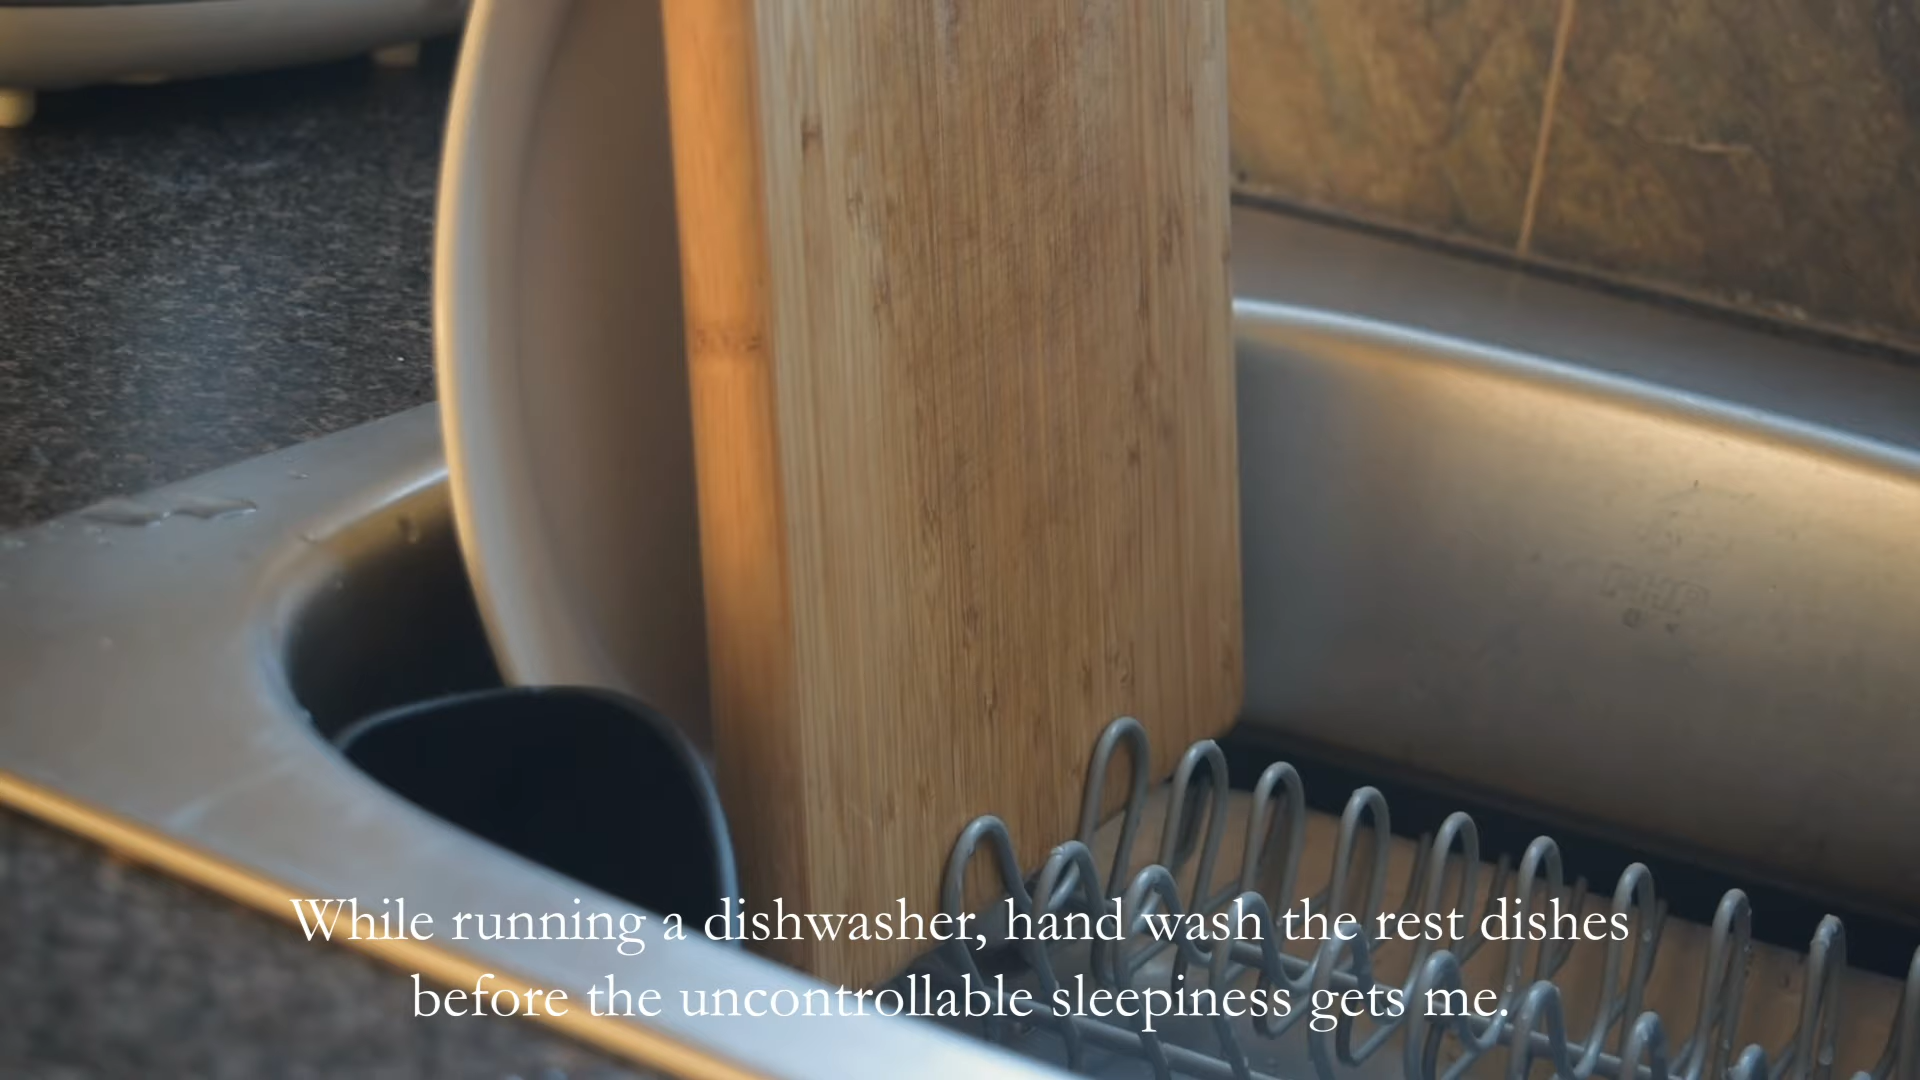 While running a dishwasher, hand wash the rest dishes
before the uncontrollable sleepiness gets me.